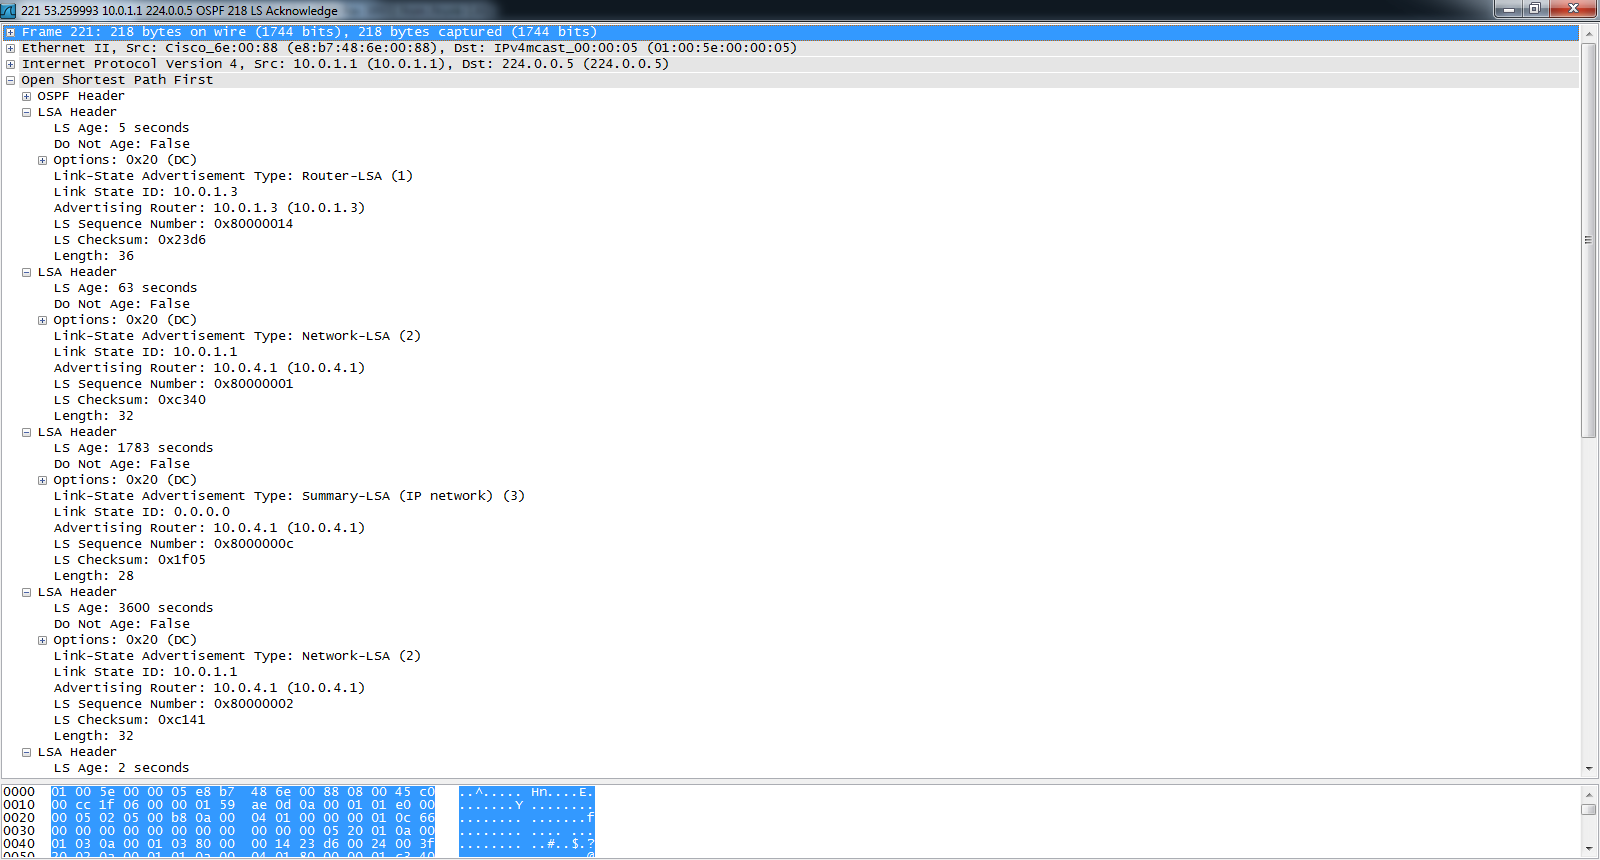 221 53.259993 10.0.1.1 224.0.0.5 OSPF 218 LS Acknowledge
Frame 221: 218 bytes on wire (1744 bits), 218 bytes captured (1744 bits)
Ethernet II, Src: Cisco_6e:00:88 (e8:b7:48:6e:00:88), Dst: IPv4mcast_00:00:05 (01:00:5e:00:00:05)
Internet Protocol Version 4, Src: 10.0.1.1 (10.0.1.1), Dst: 224.0.0.5 (224.0.0.5)
Open Shortest Path First
OSPF Header
LSA Header
LS Age: 5 seconds
Do Not Age: False
Options: 0x20 (DC)
Link-State Advertisement Type: Router-LSA (1)
Link State ID: 10.0.1.3
Advertising Router: 10.0.1.3 (10.0.1.3)
LS Sequence Number: 0x80000014
LS Checksum: 0x23d6
Length: 36
LSA Header
LS Age: 63 seconds
Do Not Age: False
Options: 0x20 (DC)
Link-State Advertisement Type: Network-LSA (2)
Link State ID: 10.0.1.1
Advertising Router: 10.0.4.1 (10.0.4.1)
LS Sequence Number: 0x80000001
LS Checksum: 0xc340
Length: 32
LSA Header
LS Age: 1783 seconds
Do Not Age: False
Options: 0x20 (DC)
Link-State Advertisement Type: Summary-LSA (IP network) (3)
Link State ID: 0.0.0.0
Advertising Router: 10.0.4.1 (10.0.4.1)
LS Sequence Number: 0x8000000c
LS Checksum: 0x1f05
Length: 28
LSA Header
LS Age: 3600 seconds
Do Not Age: False
Options: 0x20 (DC)
Link-State Advertisement Type: Network-LSA (2)
Link State ID: 10.0.1.1
Advertising Router: 10.0.4.1 (10.0.4.1)
LS Sequence Number: 0x80000002
LS Checksum: 0xc141
Length: 32
LSA Header
LS Age: 2 seconds
0000 01 00 5e 00 00 05 e8 b7 48 6e 00 88 08 00 45 c0 ..^..... Hn....E.
0010 00 cc 1f 06 00 00 01 59 ae 0d 0a 00 01 01 e0 00 .......Y ........
0020 00 05 02 05 00 b8 0a 00 04 01 00 00 00 01 0c 66 ........ .......f
0030 00 00 00 00 00 00 00 00 00 00 00 05 20 01 0a 00 ........ .... ...
0040 01 03 0a 00 01 03 80 00 00 14 23 d6 00 24 00 3f ........ ..#..$.?
0050 20 02 0a 00 01 01 0a 00 04 01 80 00 00 01 c3 40 ........ .......@